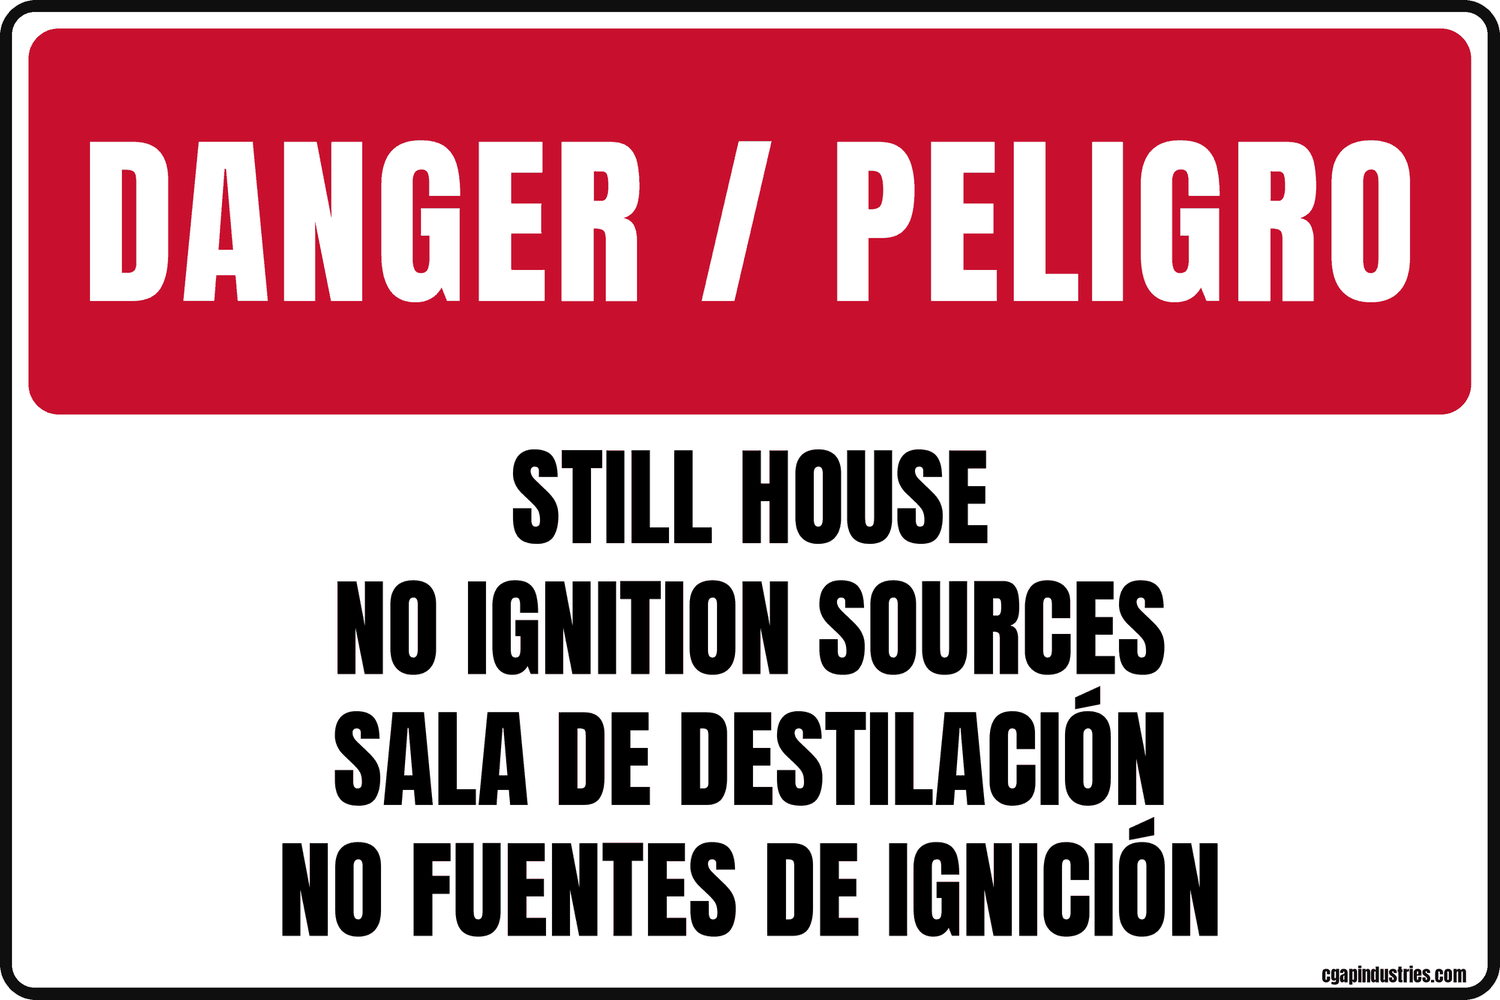 DANGER / PELIGRO
STILL HOUSE
NO IGNITION SOURCES
SALA DE DESTILACIÓN
NO FUENTES DE IGNICIÓN
cgapindustries.com